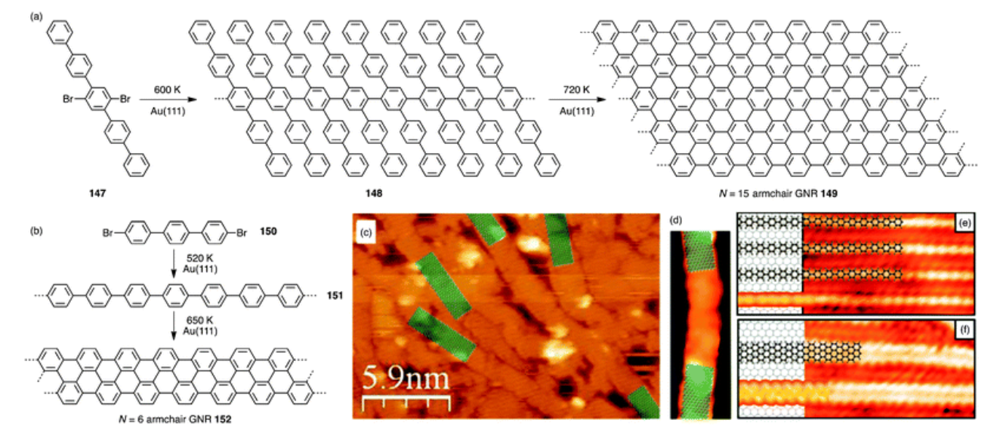 (a)
Br
Br
600 K
Au(111)
720 K
Au(111)
147
148
N = 15 armchair GNR 149
(b)
Br
Br
150
520 K
Au(111)
151
650 K
Au(111)
N = 6 armchair GNR 152
(c)
5.9nm
(d)
(e)
(f)